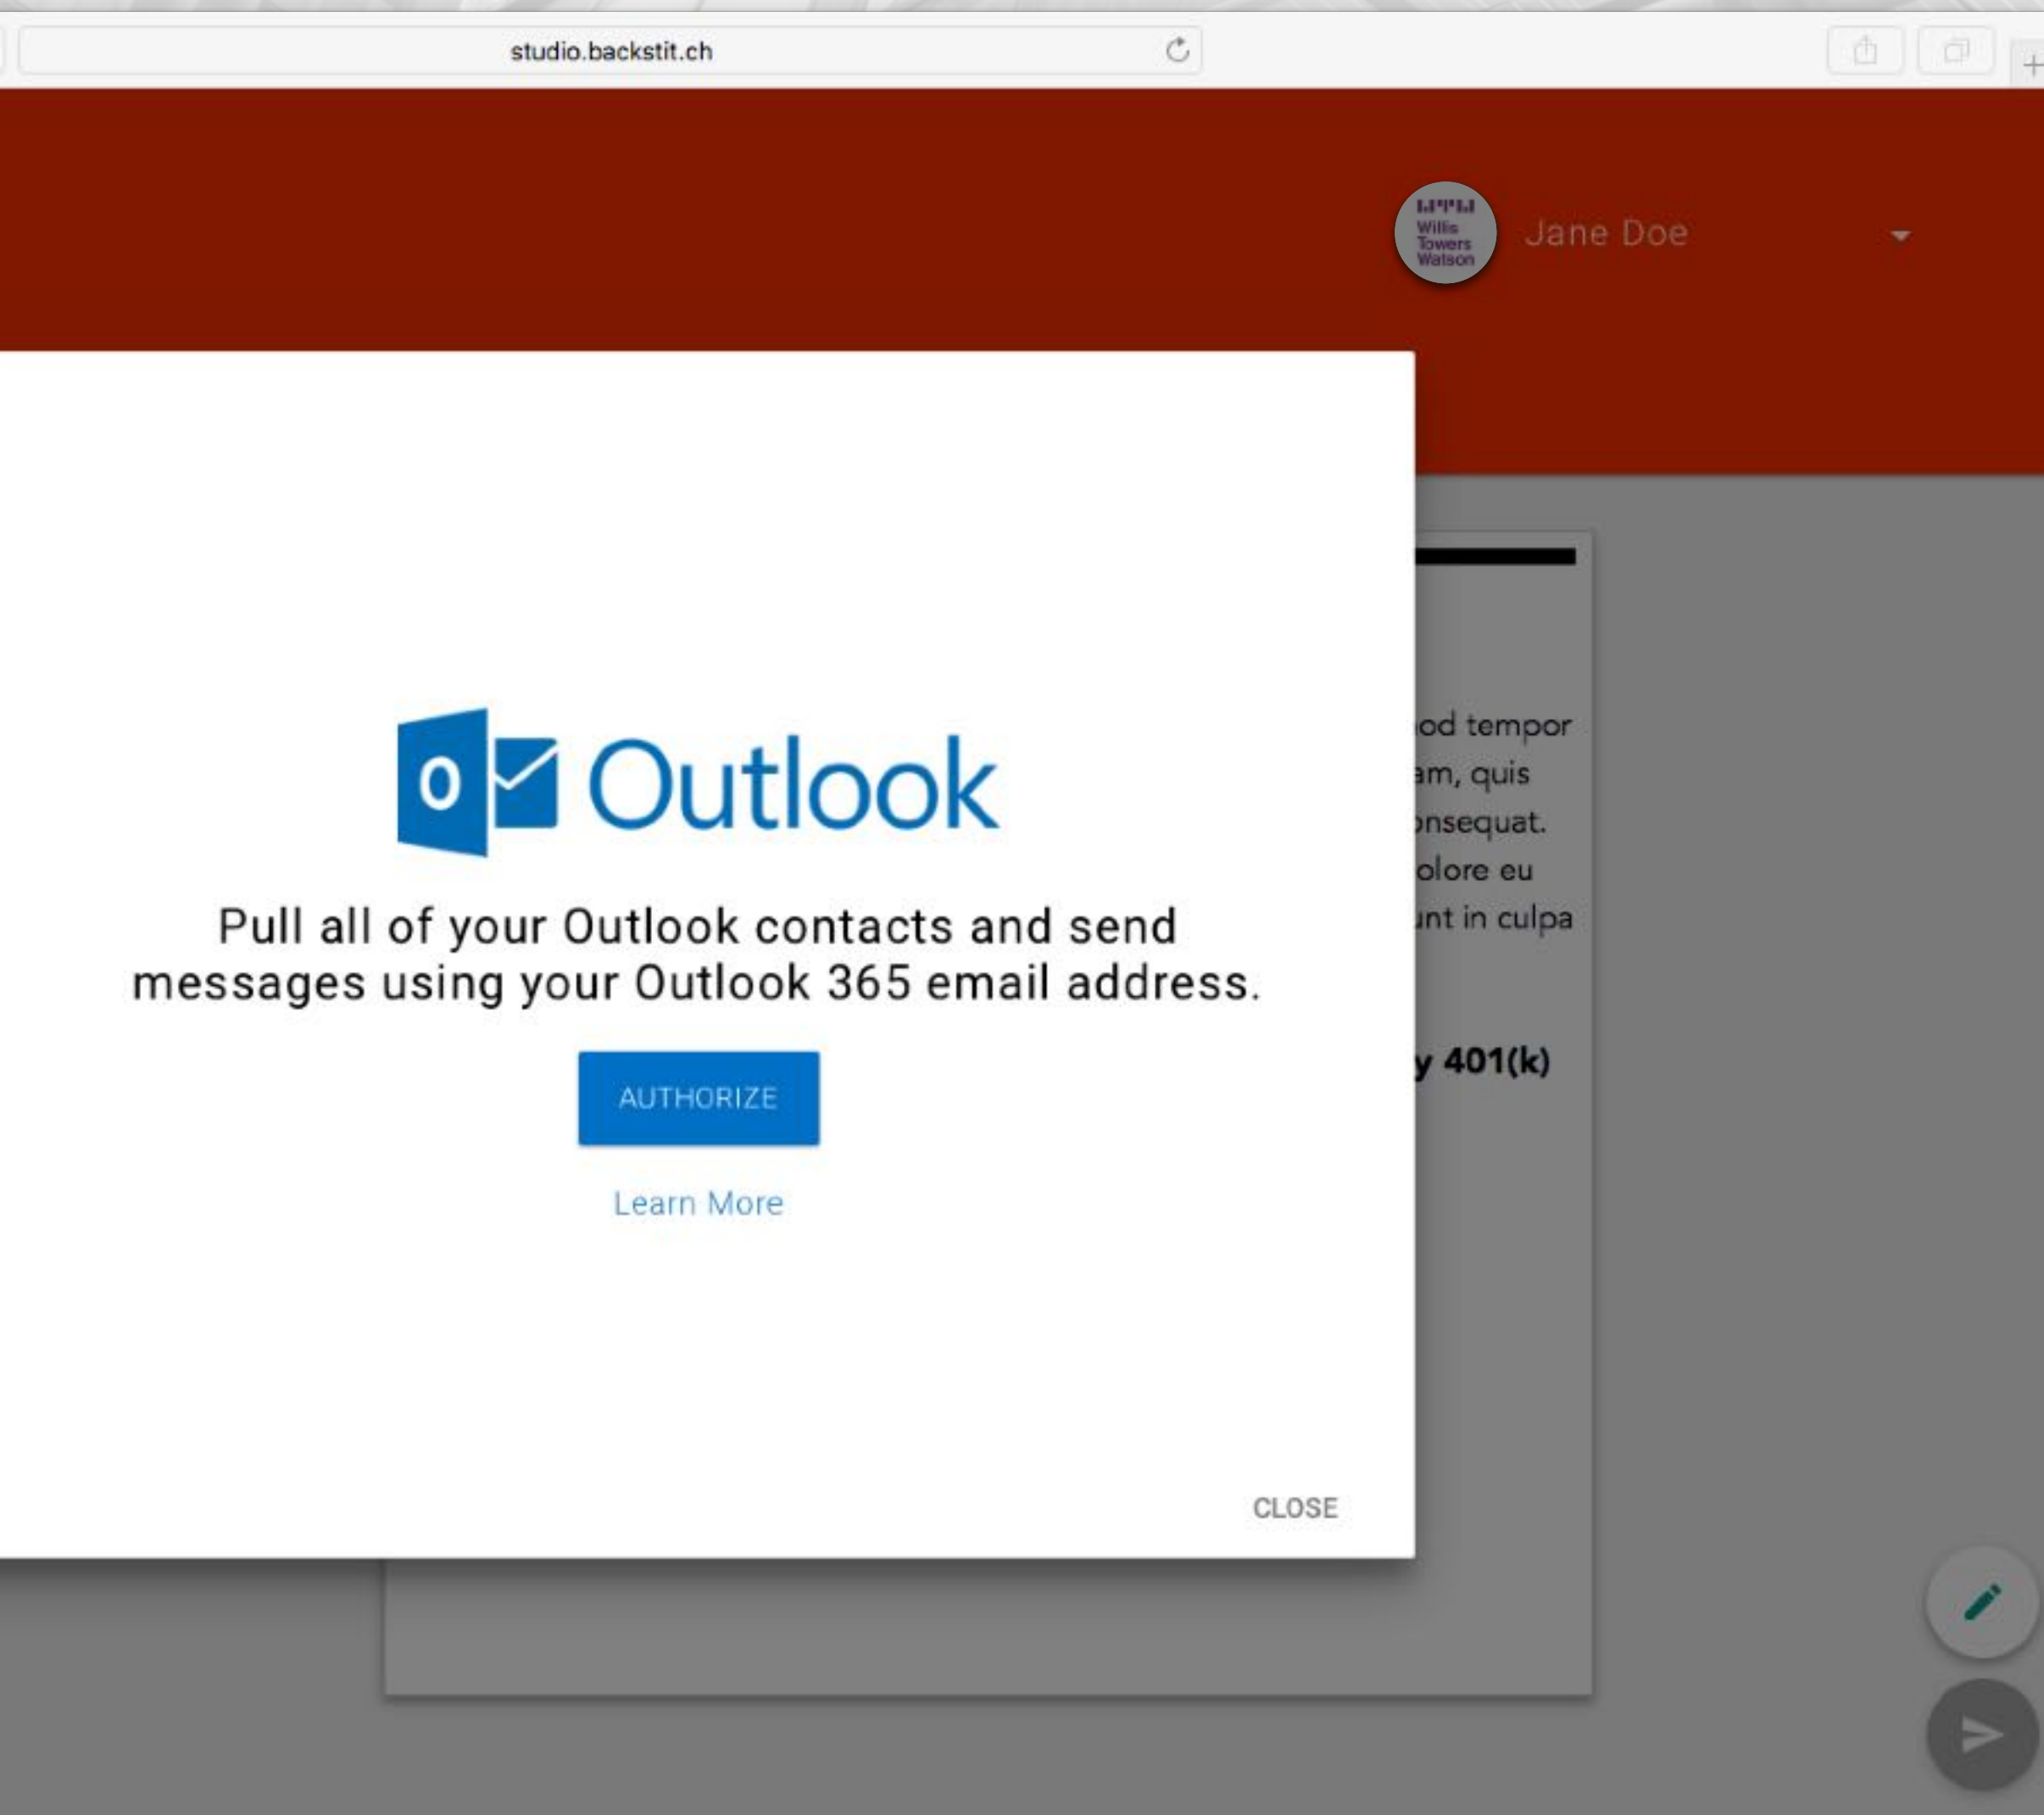 studio.backstit.ch
Willis
Towers
Watson
Jane Doe
Outlook
od tempor
am, quis
onsequat.
olore eu
unt in culpa
Pull all of your Outlook contacts and send
messages using your Outlook 365 email address.
y 401(k)
AUTHORIZE
Learn More
CLOSE